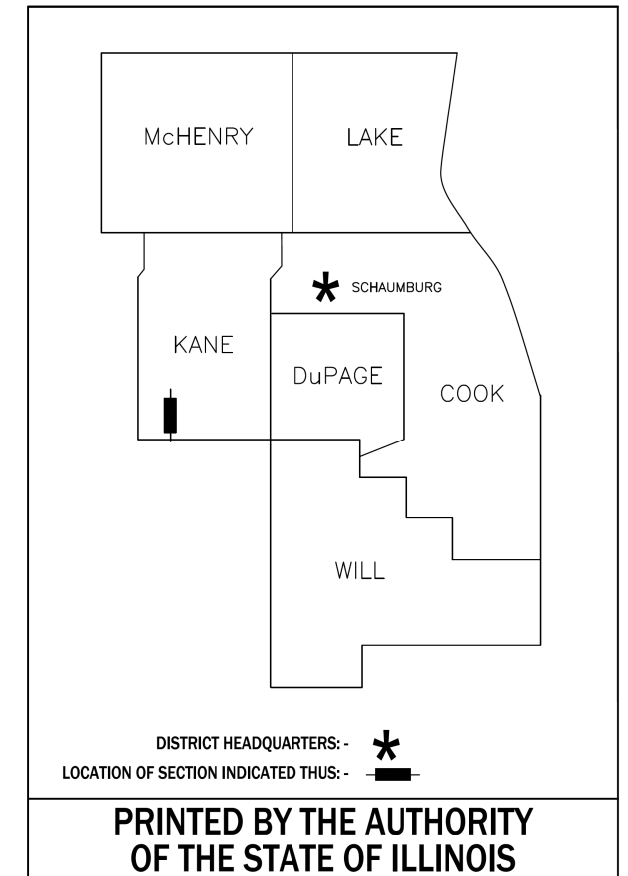 McHENRY
LAKE
SCHAUMBURG
KANE
DuPAGE
COOK
WILL
DISTRICT HEADQUARTERS: -
LOCATION OF SECTION INDICATED THUS: -
PRINTED BY THE AUTHORITY
OF THE STATE OF ILLINOIS